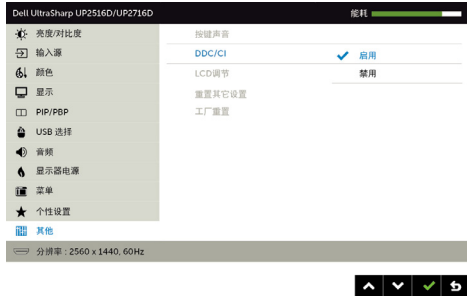 Dell UltraSharp UP2516D/UP2716D 能耗
亮度/对比度 按键声音
输入源 DDC/CI 启用
颜色 LCD调节 禁用
显示 重置其它设置
PIP/PBP 工厂重置
USB 选择
音频
显示器电源
菜单
个性设置
其他
分辨率 : 2560 x 1440, 60Hz